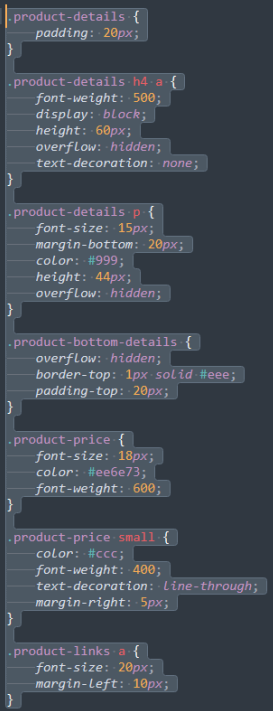 .product-details {
    padding: 20px;
}

.product-details h4 a {
    font-weight: 500;
    display: block;
    height: 60px;
    overflow: hidden;
    text-decoration: none;
}

.product-details p {
    font-size: 15px;
    margin-bottom: 20px;
    color: #999;
    height: 44px;
    overflow: hidden;
}

.product-bottom-details {
    overflow: hidden;
    border-top: 1px solid #eee;
    padding-top: 20px;
}

.product-price {
    font-size: 18px;
    color: #ee6e73;
    font-weight: 600;
}

.product-price small {
    color: #ccc;
    font-weight: 400;
    text-decoration: line-through;
    margin-right: 5px;
}

.product-links a {
    font-size: 20px;
    margin-left: 10px;
}